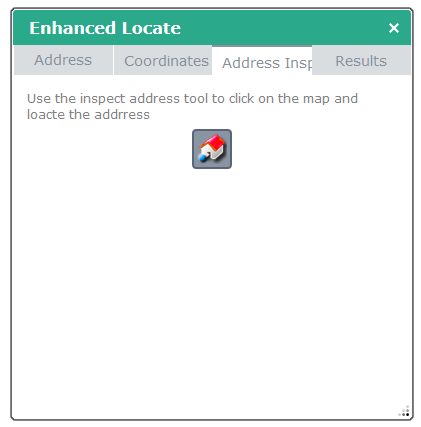 Enhanced Locate ×
Address Coordinates Address Insp Results
Use the inspect address tool to click on the map and
loacte the addrress